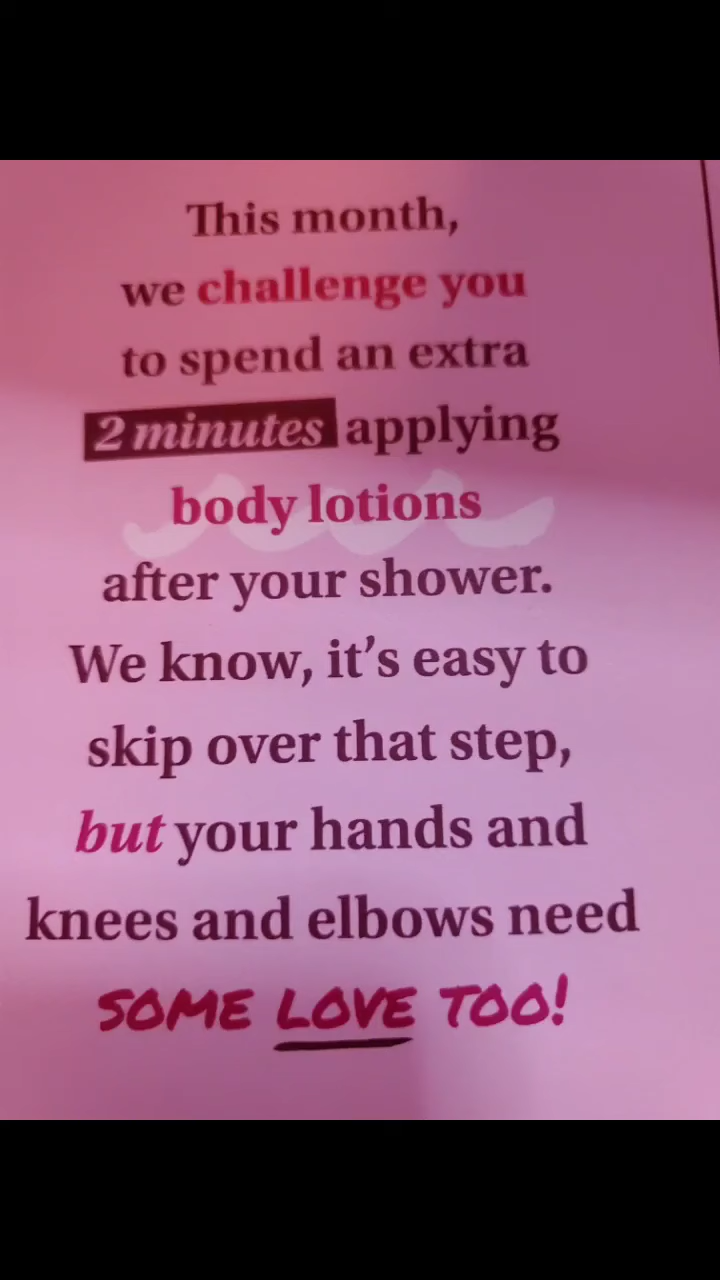 This month,
we challenge you
to spend an extra
2 minutes applying
body lotions
after your shower.
We know, it's easy to
skip over that step,
but your hands and
knees and elbows need
SOME LOVE TOO!